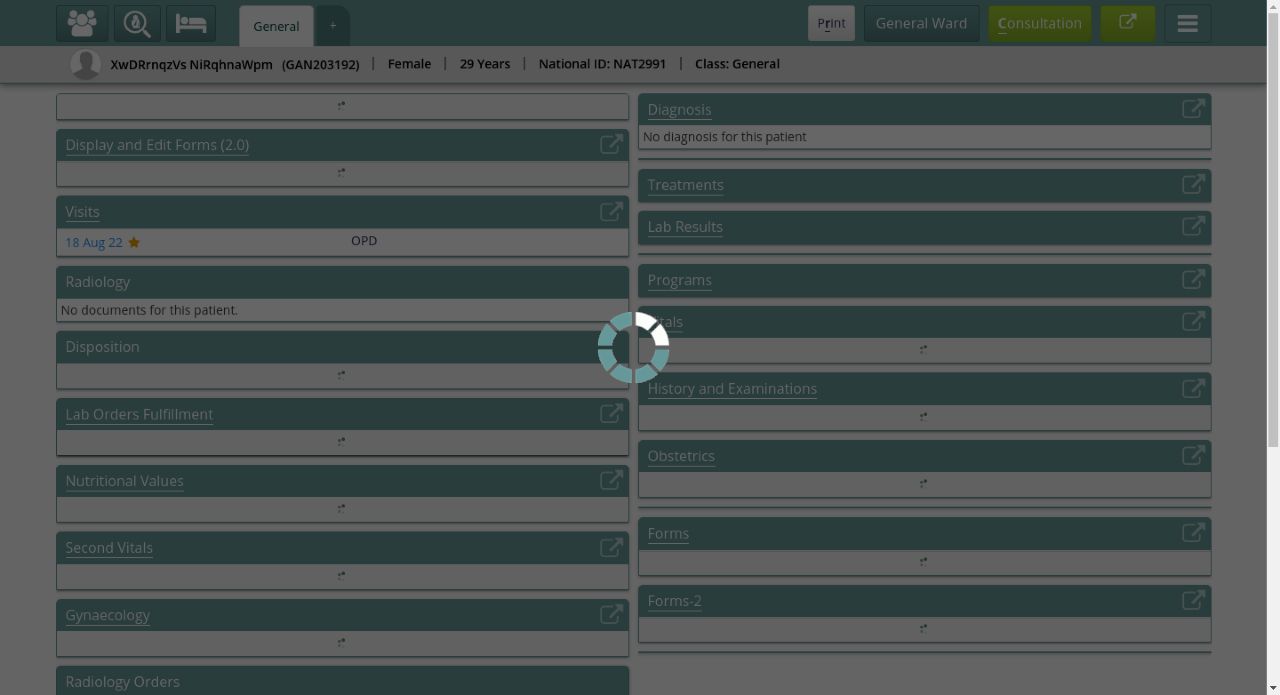 General
+
Print
General Ward
Consultation
XwDRrnqzVs NiRqhnaWpm (GAN203192) | Female | 29 Years | National ID: NAT2991 | Class: General
Display and Edit Forms (2.0)
Visits
18 Aug 22 OPD
Radiology
No documents for this patient.
Disposition
Lab Orders Fulfillment
Nutritional Values
Second Vitals
Gynaecology
Radiology Orders
Diagnosis
No diagnosis for this patient
Treatments
Lab Results
Programs
Vitals
History and Examinations
Obstetrics
Forms
Forms-2